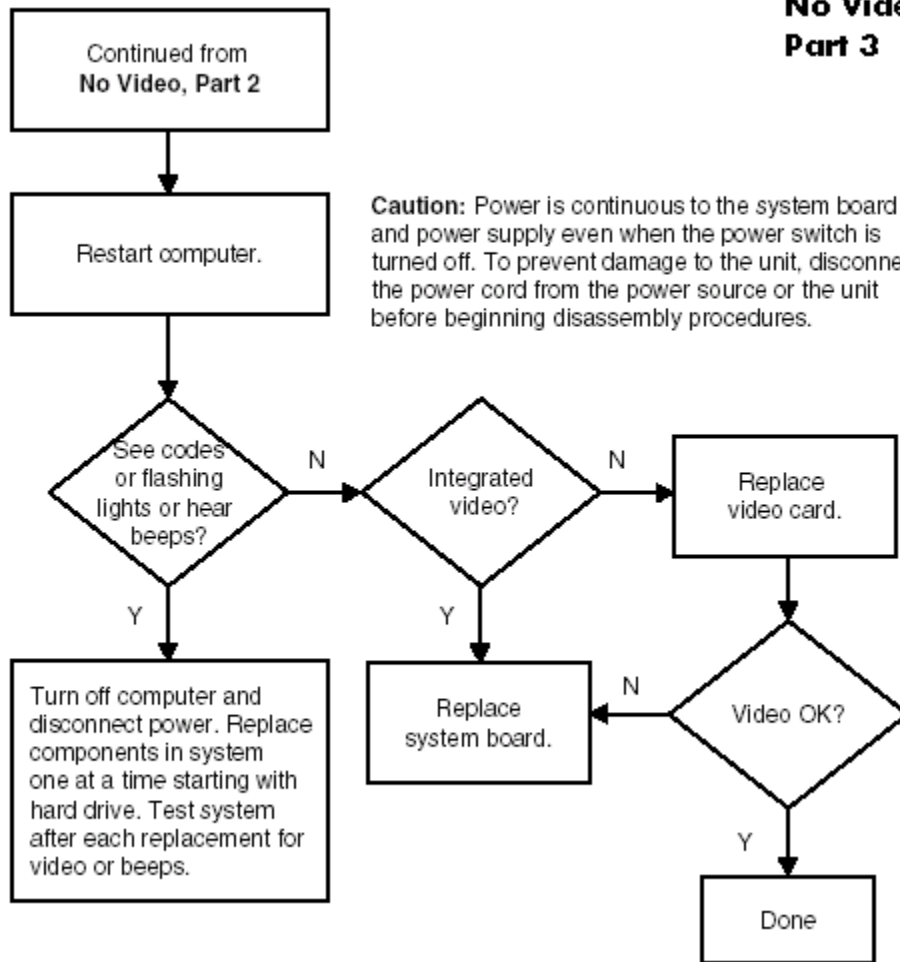 No Vide
Part 3
Continued from
No Video, Part 2
Restart computer.
Caution: Power is continuous to the system board
and power supply even when the power switch is
turned off. To prevent damage to the unit, disconne
the power cord from the power source or the unit
before beginning disassembly procedures.
See codes
or flashing
lights or hear
beeps?
N
Integrated
video?
N
Replace
video card.
Y
Y
Turn off computer and
disconnect power. Replace
components in system
one at a time starting with
hard drive. Test system
after each replacement for
video or beeps.
Replace
system board.
N
Video OK?
Y
Done